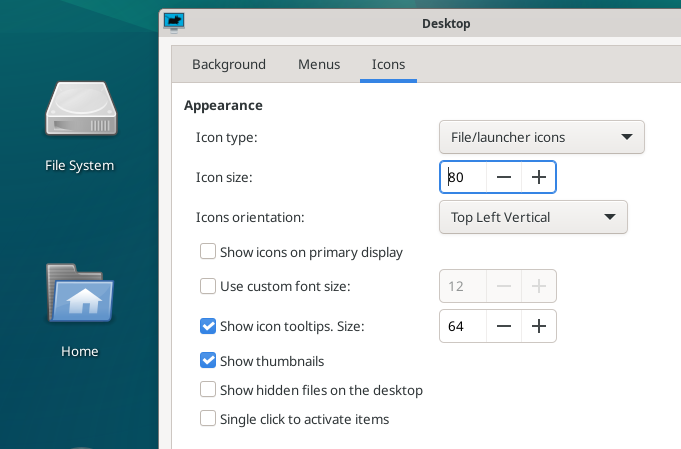 Desktop
Background Menus Icons
Appearance
Icon type: File/launcher icons
Icon size: 80
Icons orientation: Top Left Vertical
Show icons on primary display
Use custom font size: 12
Show icon tooltips. Size: 64
Show thumbnails
Show hidden files on the desktop
Single click to activate items
File System
Home